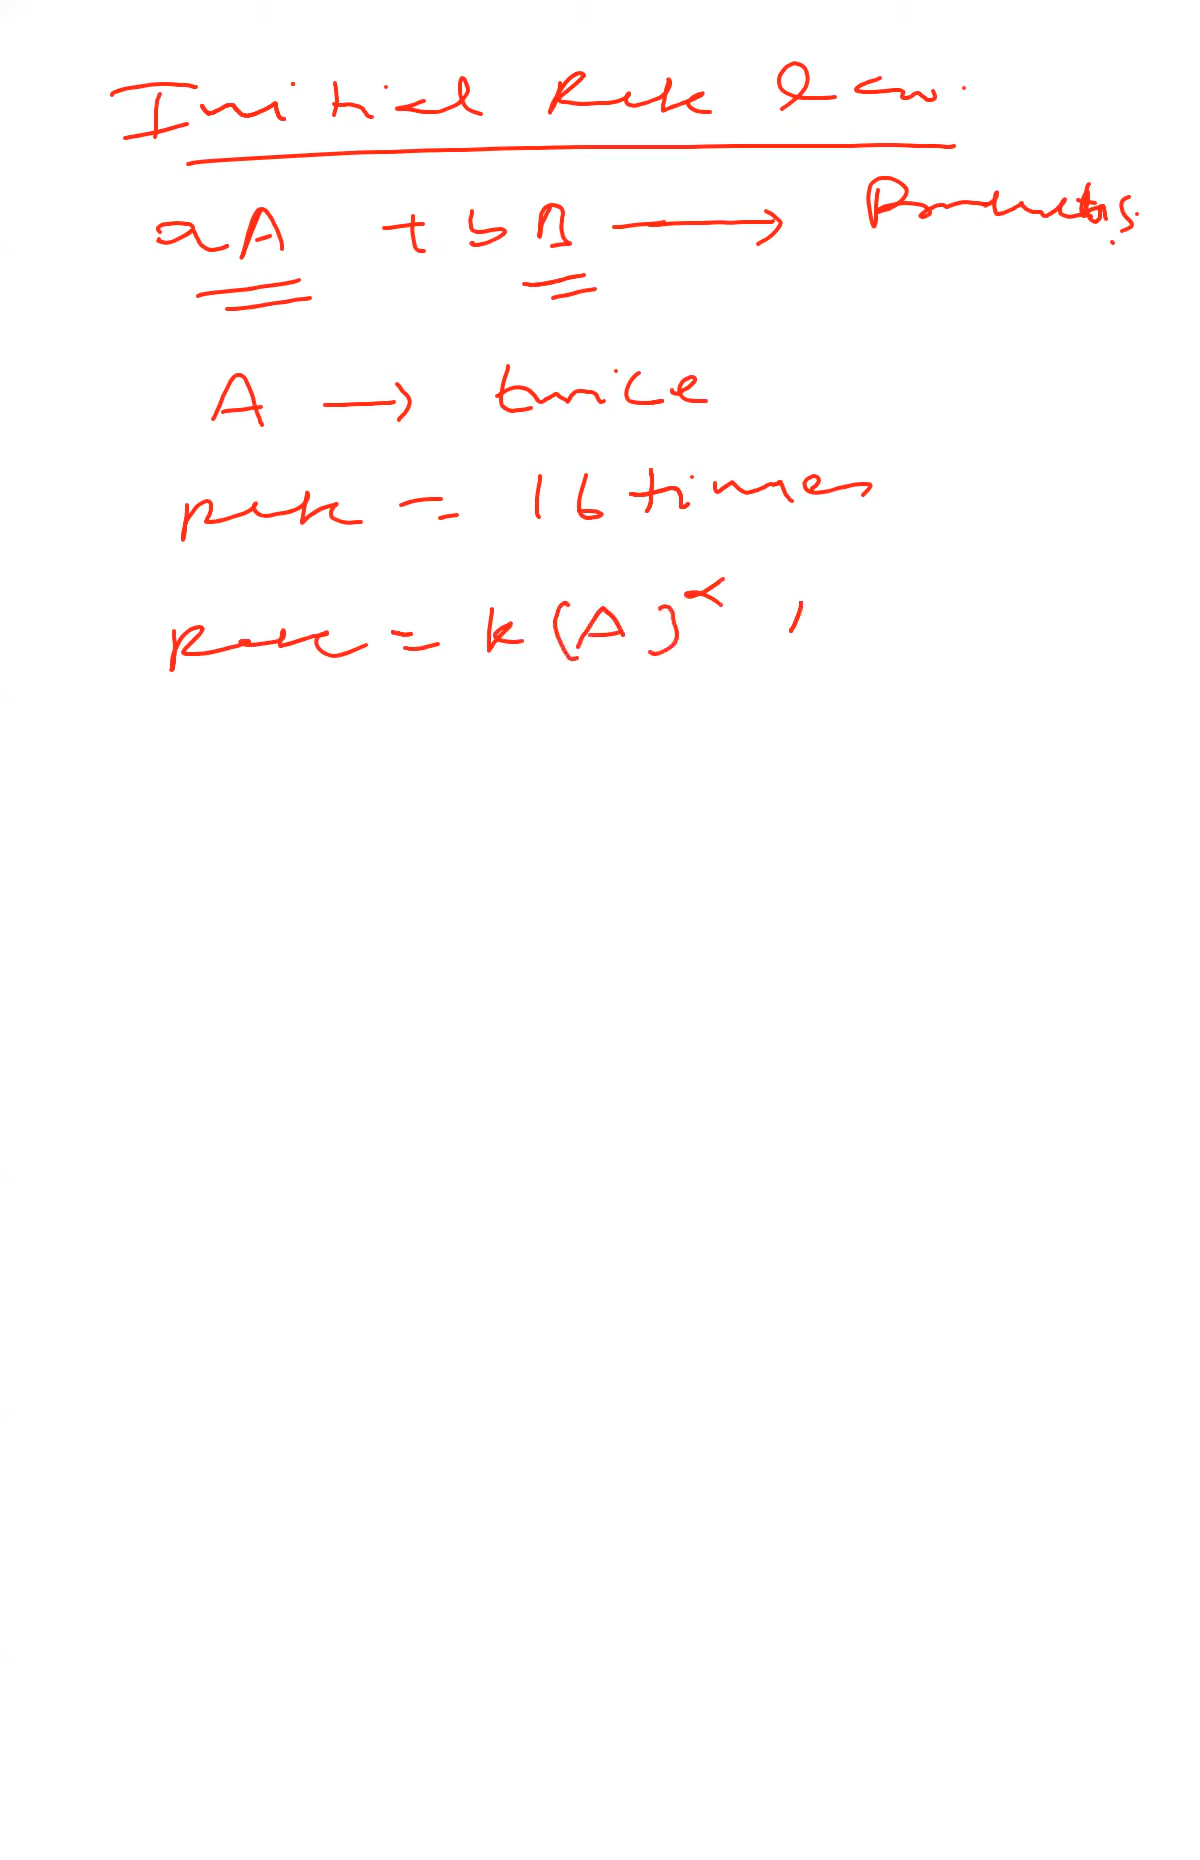 Initial Rate law.
aA + bB ⟶ Products.
A ⟶ twice
rate = 16 times
Rate = k (A)^α ,